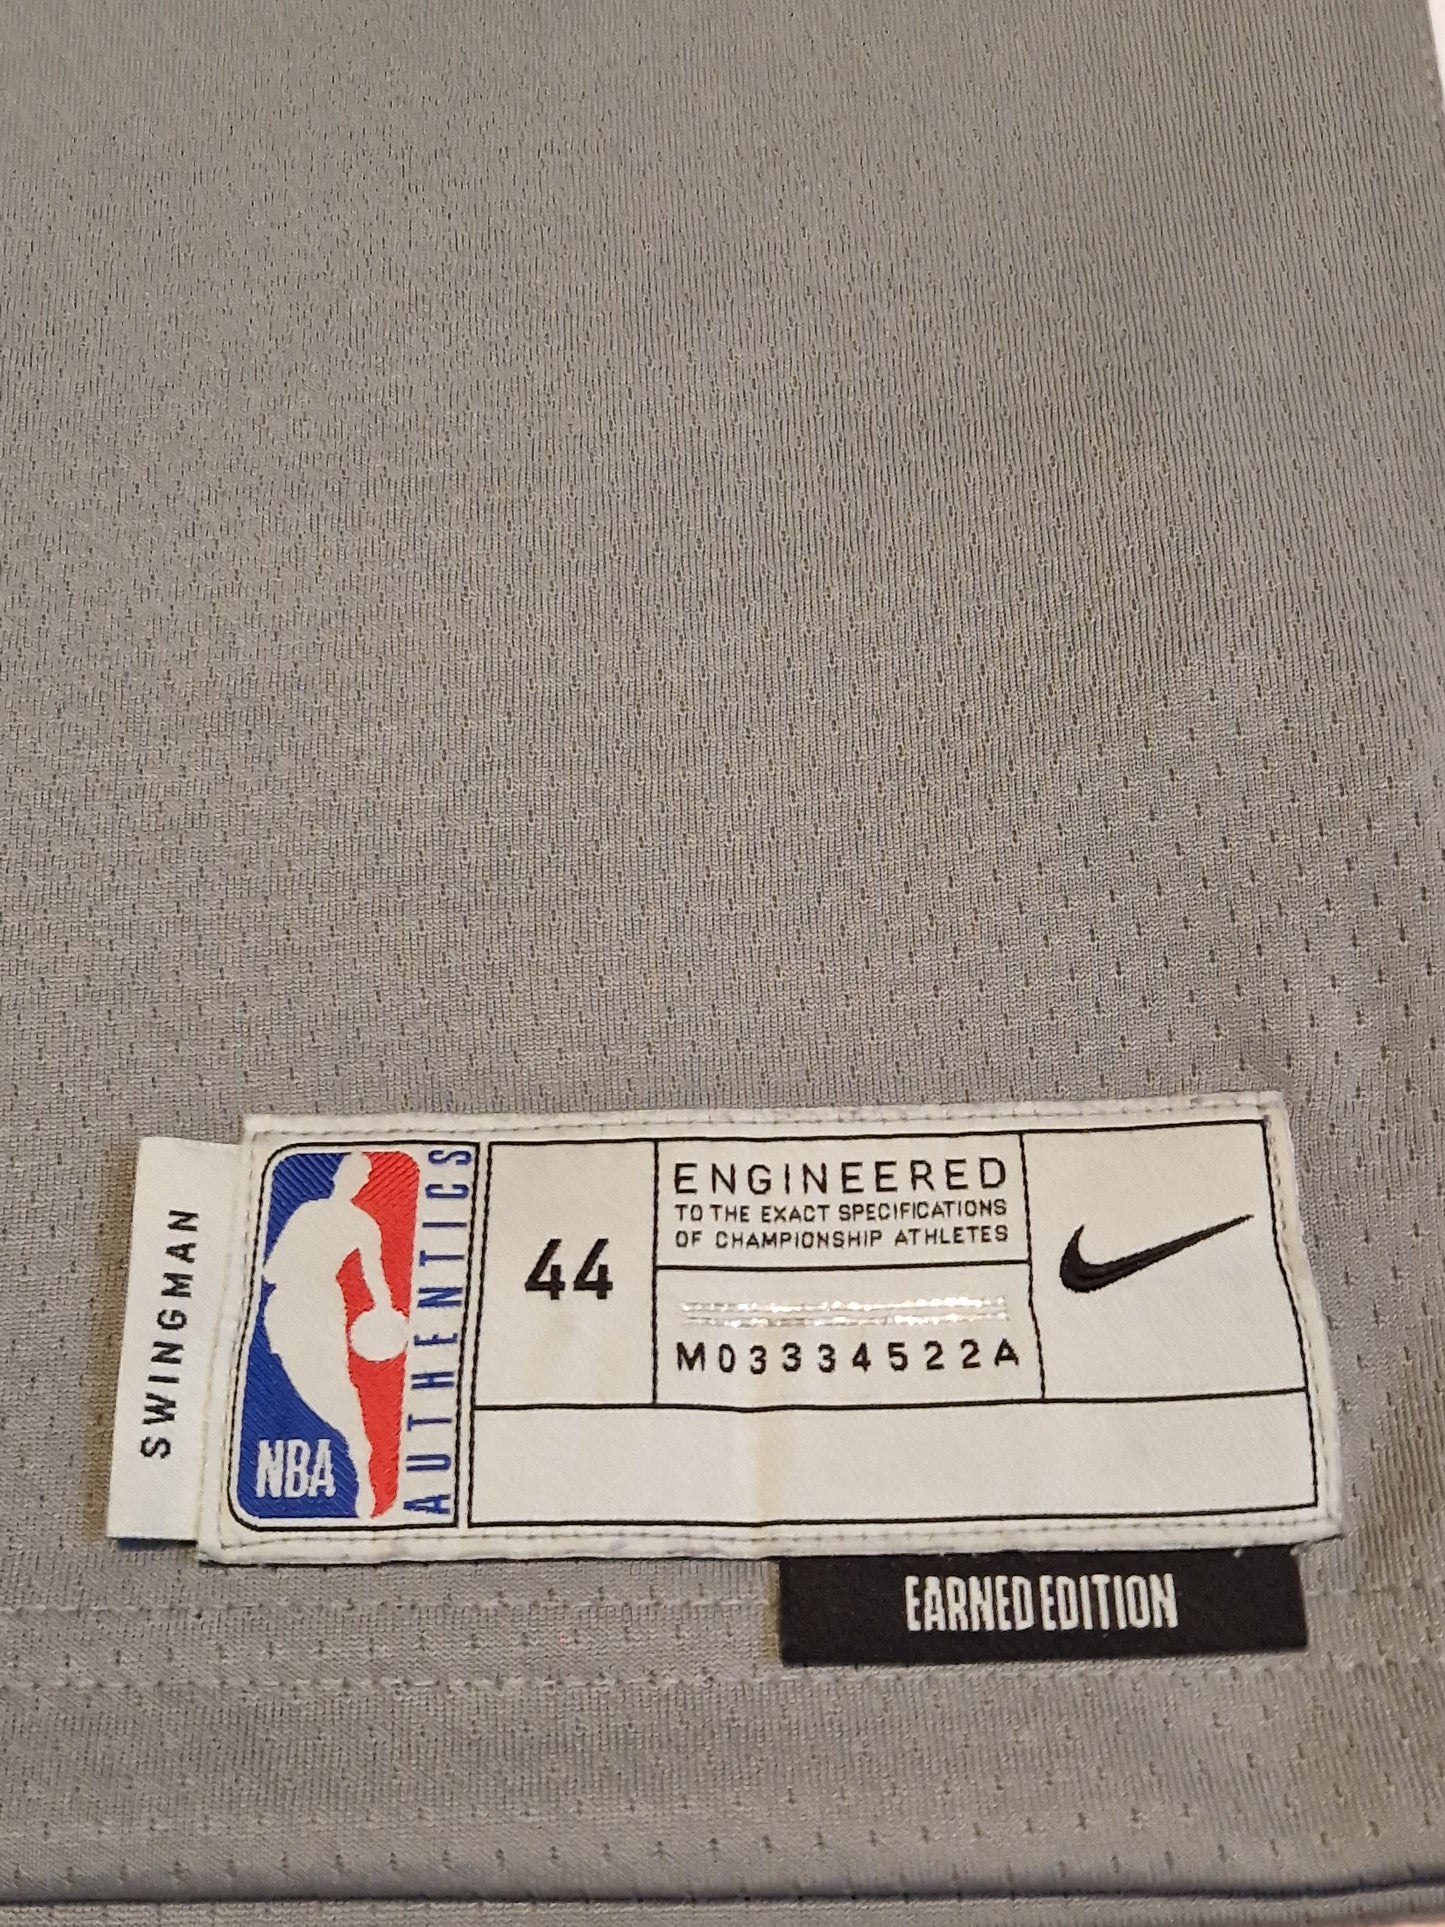 SWINGMAN
NBA
AUTHENTICS
44
ENGINEERED
TO THE EXACT SPECIFICATIONS
OF CHAMPIONSHIP ATHLETES
M03334522A
EARNED EDITION